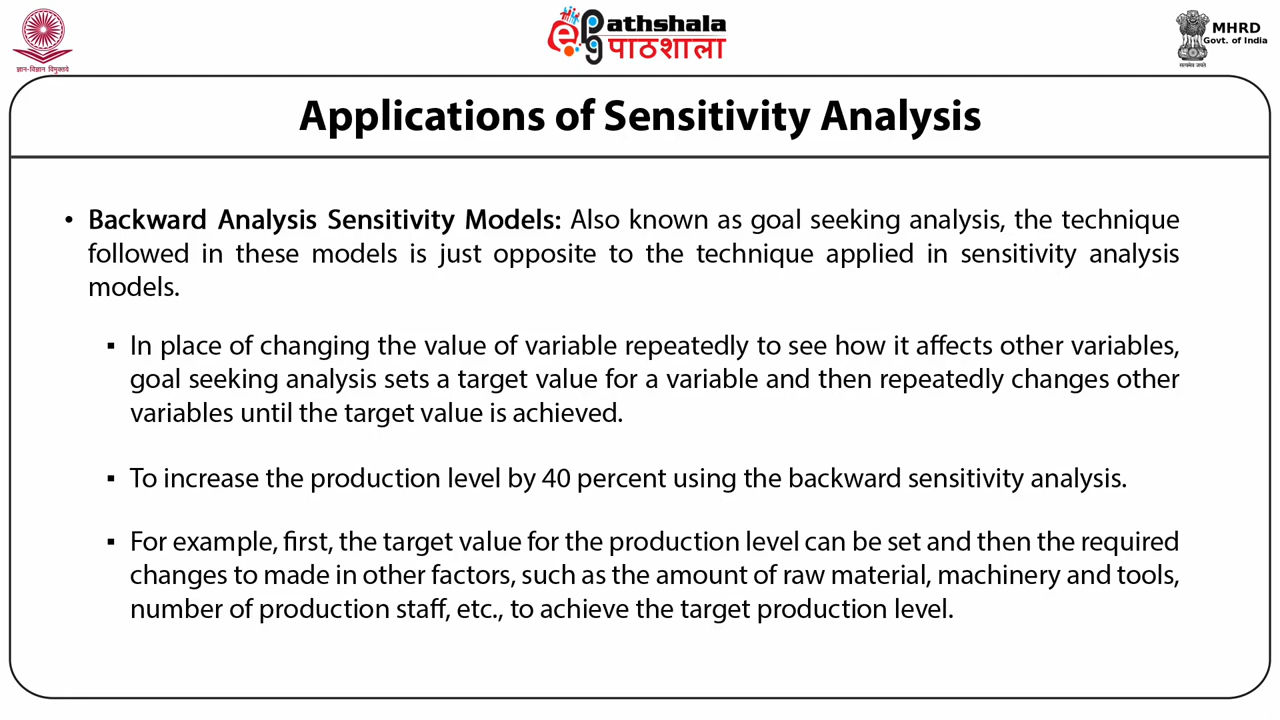 ज्ञान-विज्ञान विमुक्तये
e PG athshala
पाठशाला
MHRD
Govt. of India
सत्यमेव जयते
Applications of Sensitivity Analysis
• Backward Analysis Sensitivity Models: Also known as goal seeking analysis, the technique
followed in these models is just opposite to the technique applied in sensitivity analysis
models.
▪ In place of changing the value of variable repeatedly to see how it affects other variables,
goal seeking analysis sets a target value for a variable and then repeatedly changes other
variables until the target value is achieved.
▪ To increase the production level by 40 percent using the backward sensitivity analysis.
▪ For example, first, the target value for the production level can be set and then the required
changes to made in other factors, such as the amount of raw material, machinery and tools,
number of production staff, etc., to achieve the target production level.